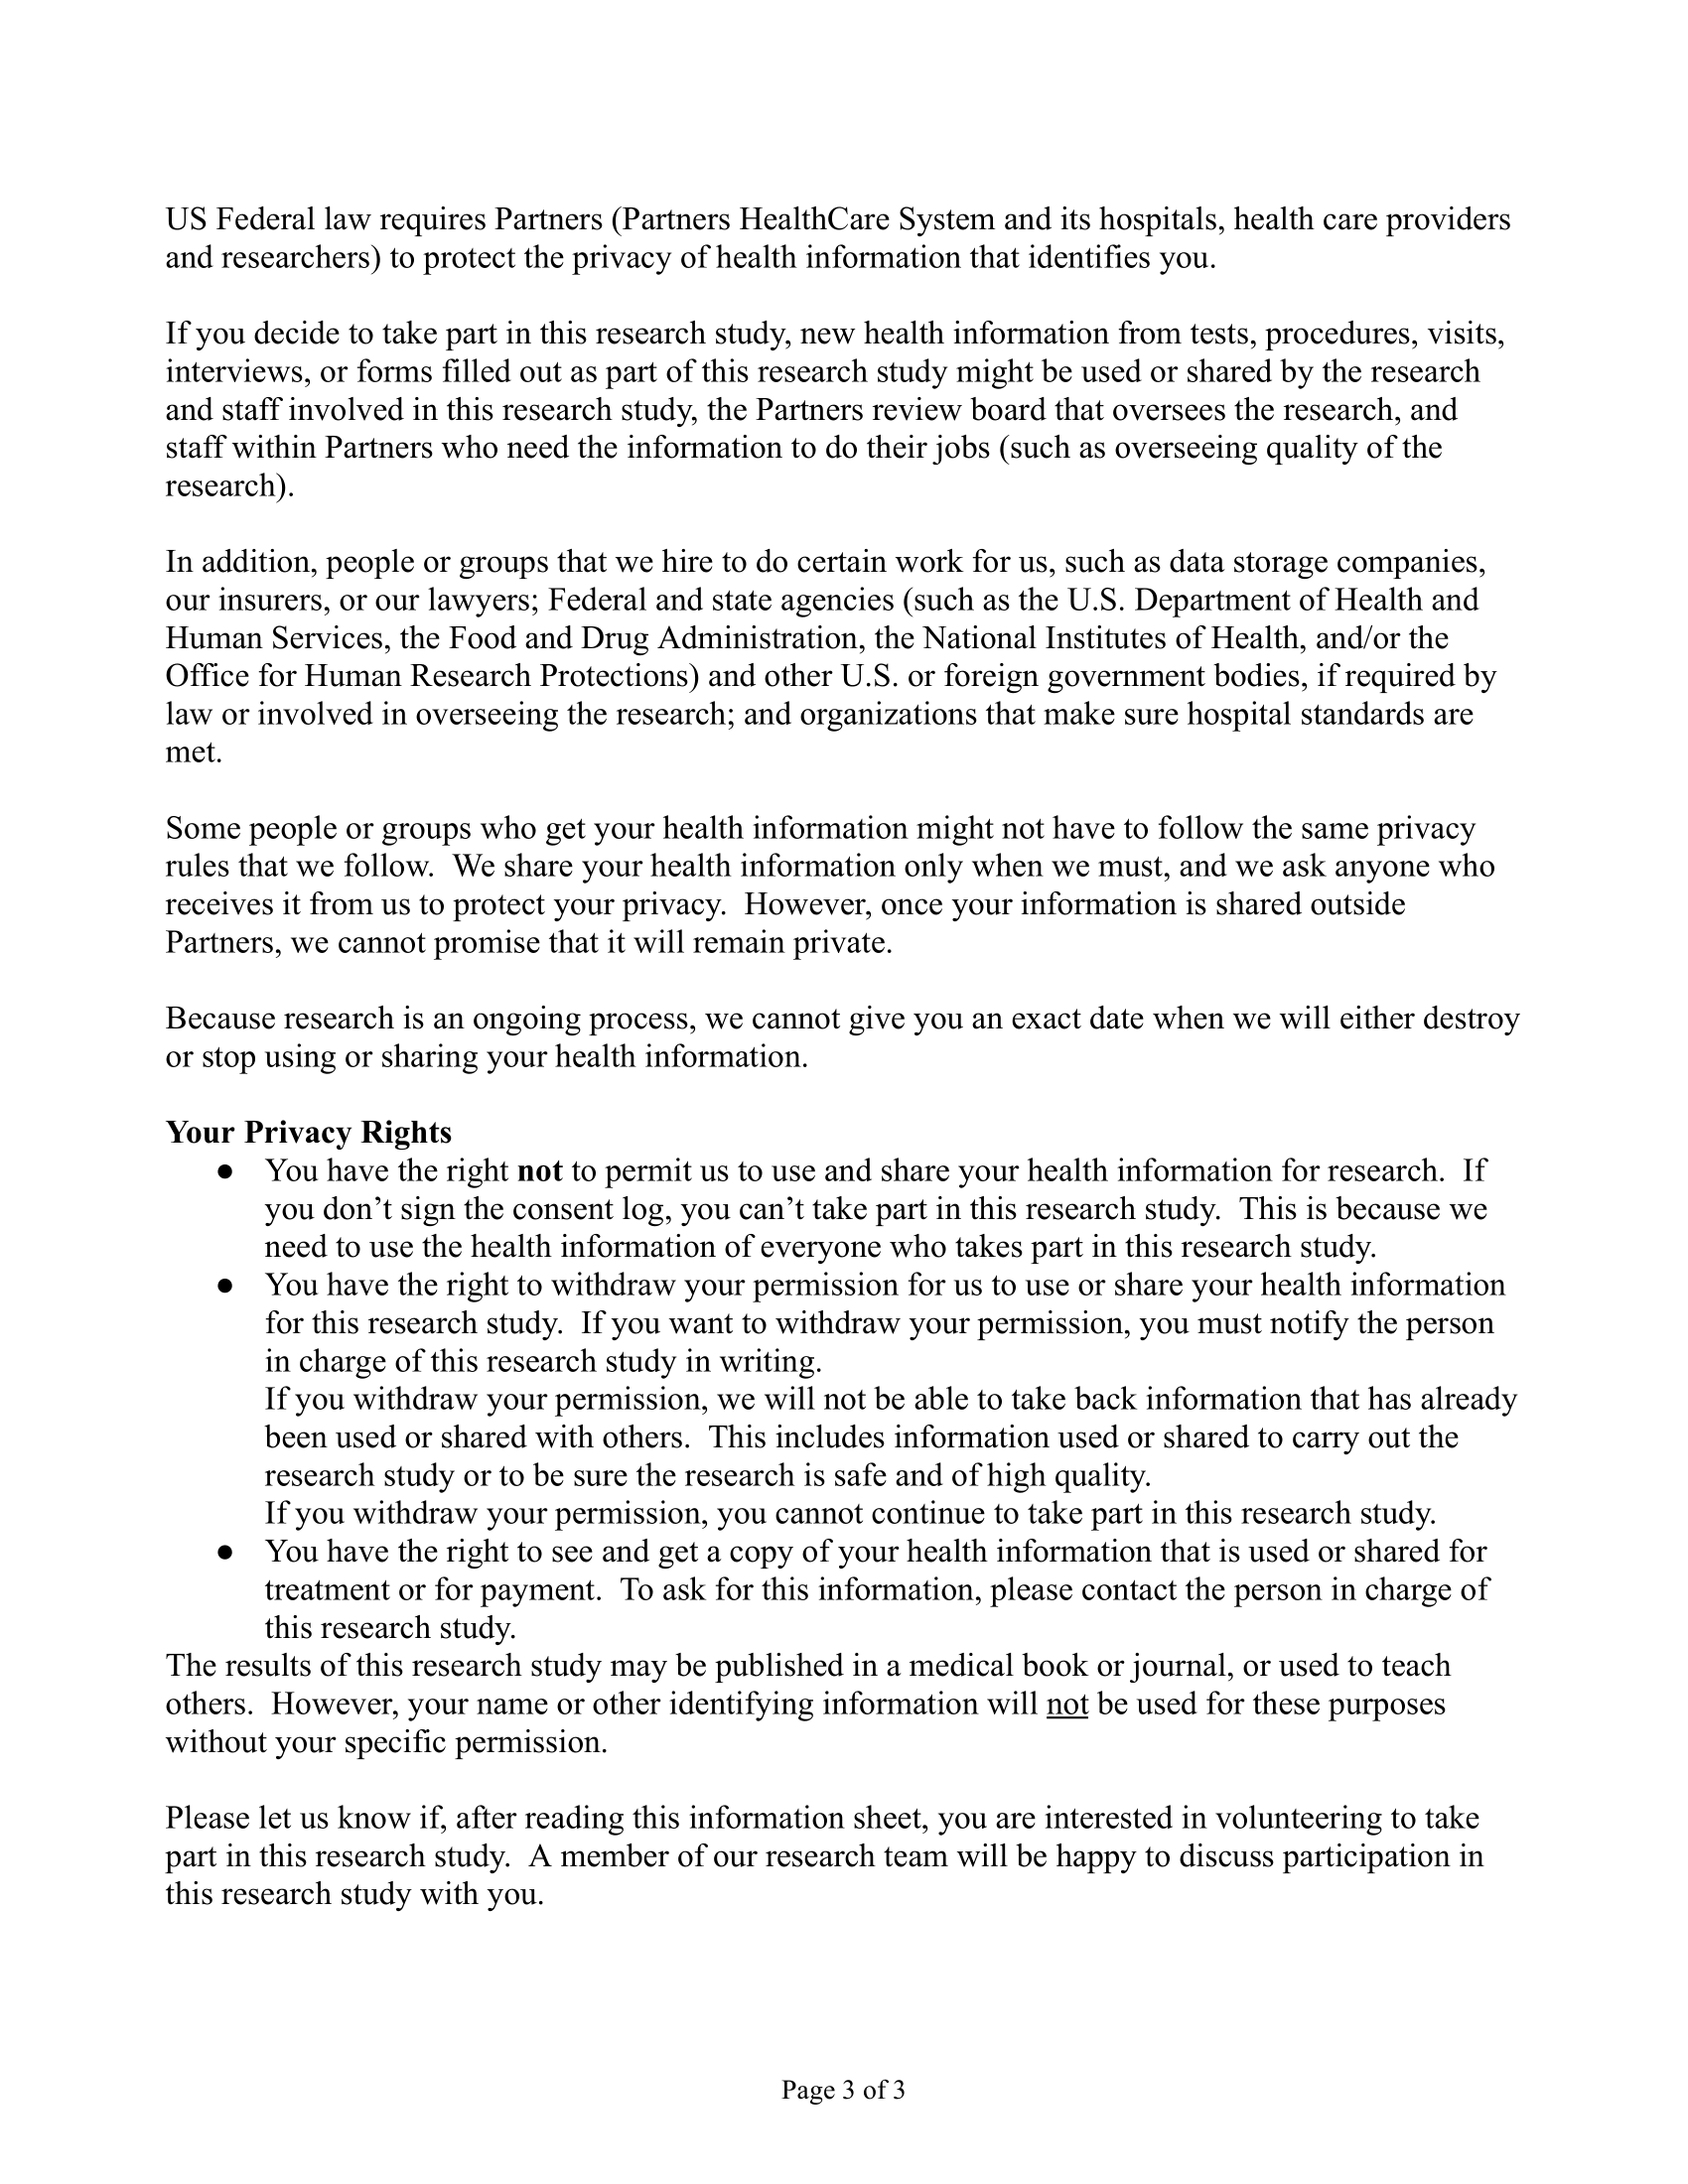 US Federal law requires Partners (Partners HealthCare System and its hospitals, health care providers
and researchers) to protect the privacy of health information that identifies you.
If you decide to take part in this research study, new health information from tests, procedures, visits,
interviews, or forms filled out as part of this research study might be used or shared by the research
and staff involved in this research study, the Partners review board that oversees the research, and
staff within Partners who need the information to do their jobs (such as overseeing quality of the
research).
In addition, people or groups that we hire to do certain work for us, such as data storage companies,
our insurers, or our lawyers; Federal and state agencies (such as the U.S. Department of Health and
Human Services, the Food and Drug Administration, the National Institutes of Health, and/or the
Office for Human Research Protections) and other U.S. or foreign government bodies, if required by
law or involved in overseeing the research; and organizations that make sure hospital standards are
met.
Some people or groups who get your health information might not have to follow the same privacy
rules that we follow.  We share your health information only when we must, and we ask anyone who
receives it from us to protect your privacy.  However, once your information is shared outside
Partners, we cannot promise that it will remain private.
Because research is an ongoing process, we cannot give you an exact date when we will either destroy
or stop using or sharing your health information.
Your Privacy Rights
● You have the right not to permit us to use and share your health information for research.  If
you don’t sign the consent log, you can’t take part in this research study.  This is because we
need to use the health information of everyone who takes part in this research study.
● You have the right to withdraw your permission for us to use or share your health information
for this research study.  If you want to withdraw your permission, you must notify the person
in charge of this research study in writing.
If you withdraw your permission, we will not be able to take back information that has already
been used or shared with others.  This includes information used or shared to carry out the
research study or to be sure the research is safe and of high quality.
If you withdraw your permission, you cannot continue to take part in this research study.
● You have the right to see and get a copy of your health information that is used or shared for
treatment or for payment.  To ask for this information, please contact the person in charge of
this research study.
The results of this research study may be published in a medical book or journal, or used to teach
others.  However, your name or other identifying information will not be used for these purposes
without your specific permission.
Please let us know if, after reading this information sheet, you are interested in volunteering to take
part in this research study.  A member of our research team will be happy to discuss participation in
this research study with you.
Page 3 of 3